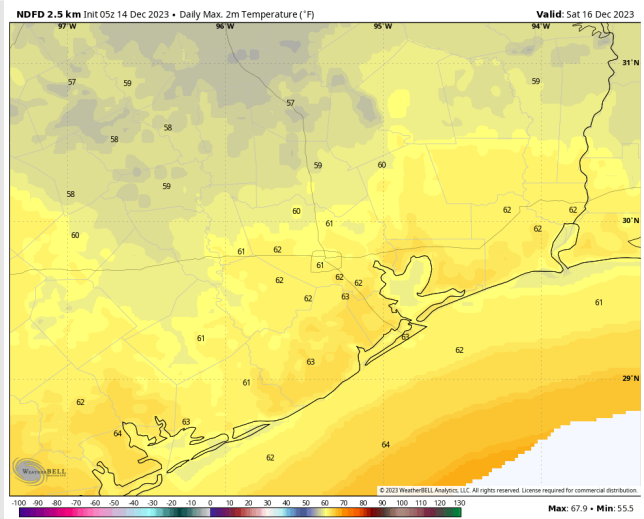 NDFD 2.5 km Init 05z 14 Dec 2023 • Daily Max. 2m Temperature (°F) Valid: Sat 16 Dec 2023
97°W 96°W 95°W 94°W
31°N
57 59 59
57
58 58
59 60
58 59
60 62 62
61 30°N
60 62
61 62
61
62 62 62
62 63 61
61 63
62
63
29°N
61
62
63
64
64
62
WEATHERBELL
© 2023 WeatherBELL Analytics, LLC. All rights reserved. License required for commercial distribution.
-100 -90 -80 -70 -60 -50 -40 -30 -20 -10 0 10 20 30 40 50 60 70 80 90 100 110 120 130
Max: 67.9 • Min: 55.5